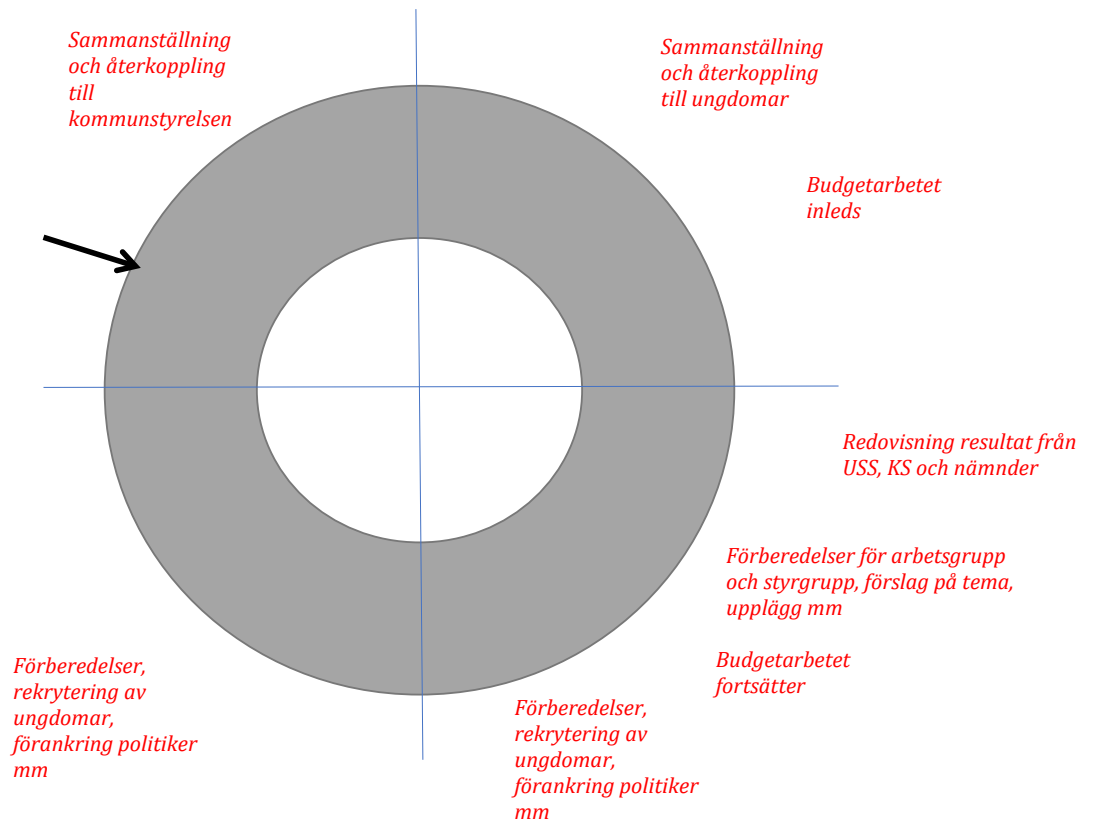 Sammanställning
och återkoppling
till
kommunstyrelsen
Sammanställning
och återkoppling
till ungdomar
Budgetarbetet
inleds
Redovisning resultat från
USS, KS och nämnder
Förberedelser för arbetsgrupp
och styrgrupp, förslag på tema,
upplägg mm
Budgetarbetet
fortsätter
Förberedelser,
rekrytering av
ungdomar,
förankring politiker
mm
Förberedelser,
rekrytering av
ungdomar,
förankring politiker
mm